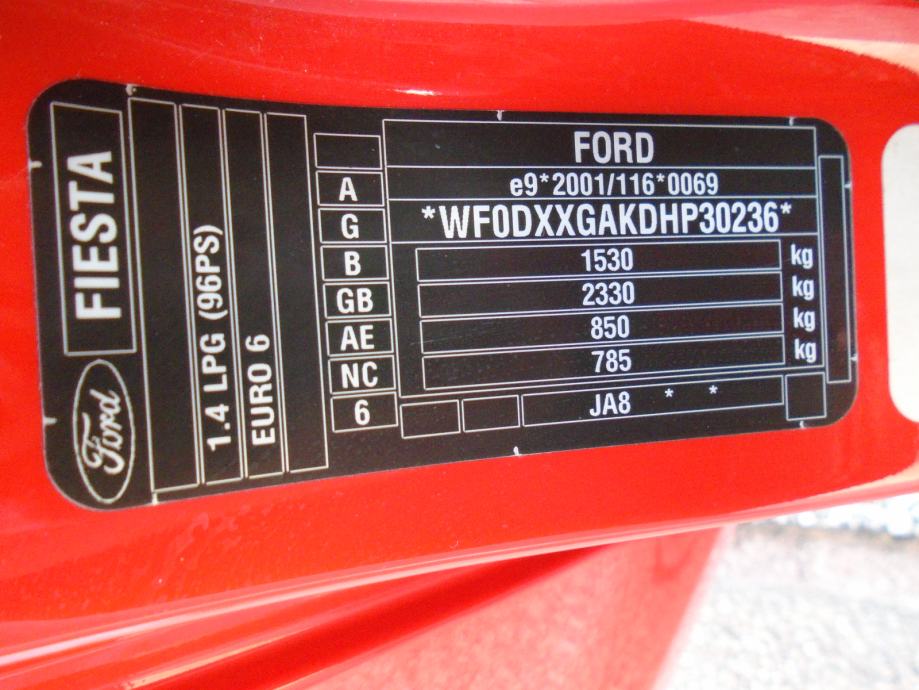 Ford
FIESTA
1.4 LPG (96PS)
EURO 6
FORD
e9*2001/116*0069
*WF0DXXGAKDHP30236*
1530 kg
2330 kg
850 kg
785 kg
JA8 * *
A
G
B
GB
AE
NC
6